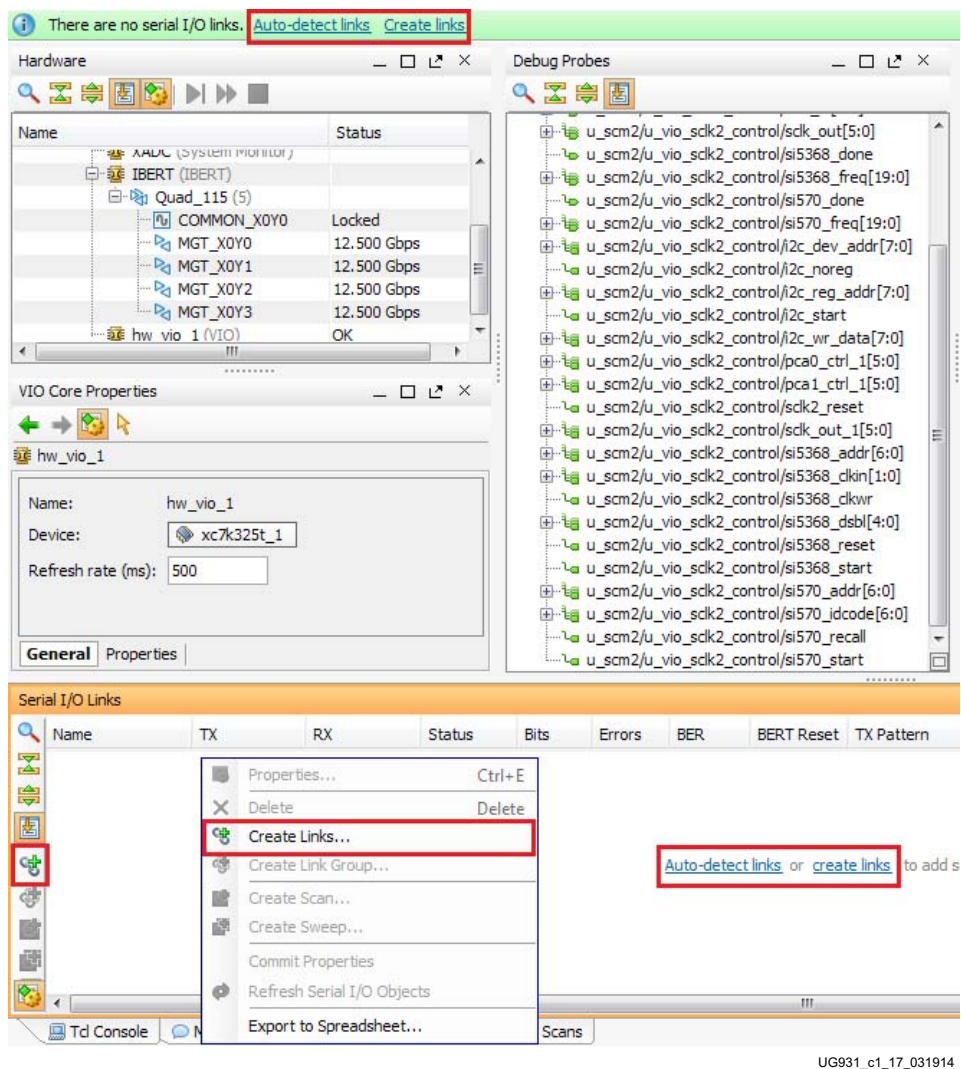 There are no serial I/O links. Auto-detect links Create links
Hardware
Name Status
XADC (System Monitor)
IBERT (IBERT)
Quad_115 (5)
COMMON_X0Y0 Locked
MGT_X0Y0 12.500 Gbps
MGT_X0Y1 12.500 Gbps
MGT_X0Y2 12.500 Gbps
MGT_X0Y3 12.500 Gbps
hw_vio_1 (VIO) OK
VIO Core Properties
hw_vio_1
Name: hw_vio_1
Device: xc7k325t_1
Refresh rate (ms): 500
General Properties
Debug Probes
u_scm2/u_vio_sclk2_control/sclk_out[5:0]
u_scm2/u_vio_sclk2_control/si5368_done
u_scm2/u_vio_sclk2_control/si5368_freq[19:0]
u_scm2/u_vio_sclk2_control/si570_done
u_scm2/u_vio_sclk2_control/si570_freq[19:0]
u_scm2/u_vio_sclk2_control/i2c_dev_addr[7:0]
u_scm2/u_vio_sclk2_control/i2c_noreg
u_scm2/u_vio_sclk2_control/i2c_reg_addr[7:0]
u_scm2/u_vio_sclk2_control/i2c_start
u_scm2/u_vio_sclk2_control/i2c_wr_data[7:0]
u_scm2/u_vio_sclk2_control/pca0_ctrl_1[5:0]
u_scm2/u_vio_sclk2_control/pca1_ctrl_1[5:0]
u_scm2/u_vio_sclk2_control/sclk2_reset
u_scm2/u_vio_sclk2_control/sclk_out_1[5:0]
u_scm2/u_vio_sclk2_control/si5368_addr[6:0]
u_scm2/u_vio_sclk2_control/si5368_clkin[1:0]
u_scm2/u_vio_sclk2_control/si5368_clkwr
u_scm2/u_vio_sclk2_control/si5368_dsbl[4:0]
u_scm2/u_vio_sclk2_control/si5368_reset
u_scm2/u_vio_sclk2_control/si5368_start
u_scm2/u_vio_sclk2_control/si570_addr[6:0]
u_scm2/u_vio_sclk2_control/si570_idcode[6:0]
u_scm2/u_vio_sclk2_control/si570_recall
u_scm2/u_vio_sclk2_control/si570_start
Serial I/O Links
Name TX RX Status Bits Errors BER BERT Reset TX Pattern
Properties... Ctrl+E
Delete Delete
Create Links...
Create Link Group...
Create Scan...
Create Sweep...
Commit Properties
Refresh Serial I/O Objects
Export to Spreadsheet...
Auto-detect links or create links to add s
Tcl Console M Scans
UG931_c1_17_031914